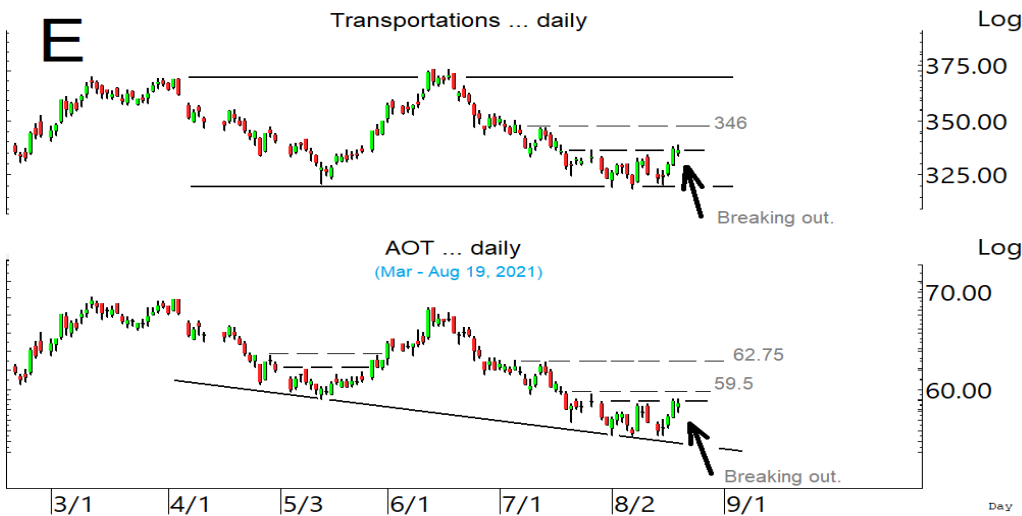 E
Transportations ... daily
Log
375.00
350.00
346
325.00
Breaking out.
AOT ... daily
Log
(Mar - Aug 19, 2021)
70.00
62.75
59.5
60.00
Breaking out.
3/1 4/1 5/3 6/1 7/1 8/2 9/1 Day